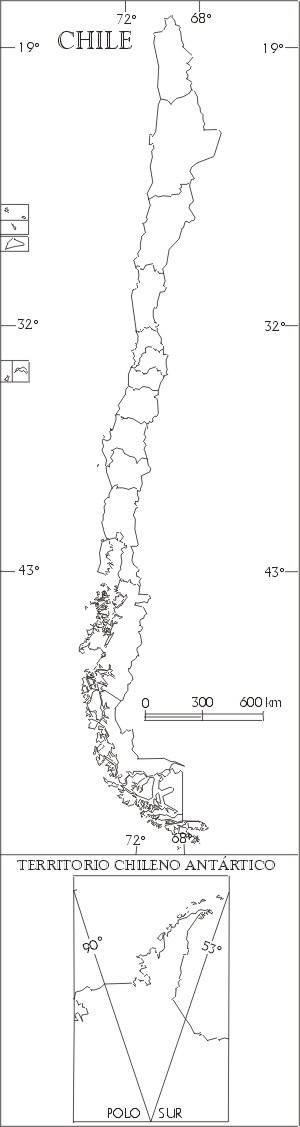 72° 68°
CHILE
19° 19°
32° 32°
43° 43°
0 300 600 km
72° 68°
TERRITORIO CHILENO ANTÁRTICO
90° 53°
POLO SUR